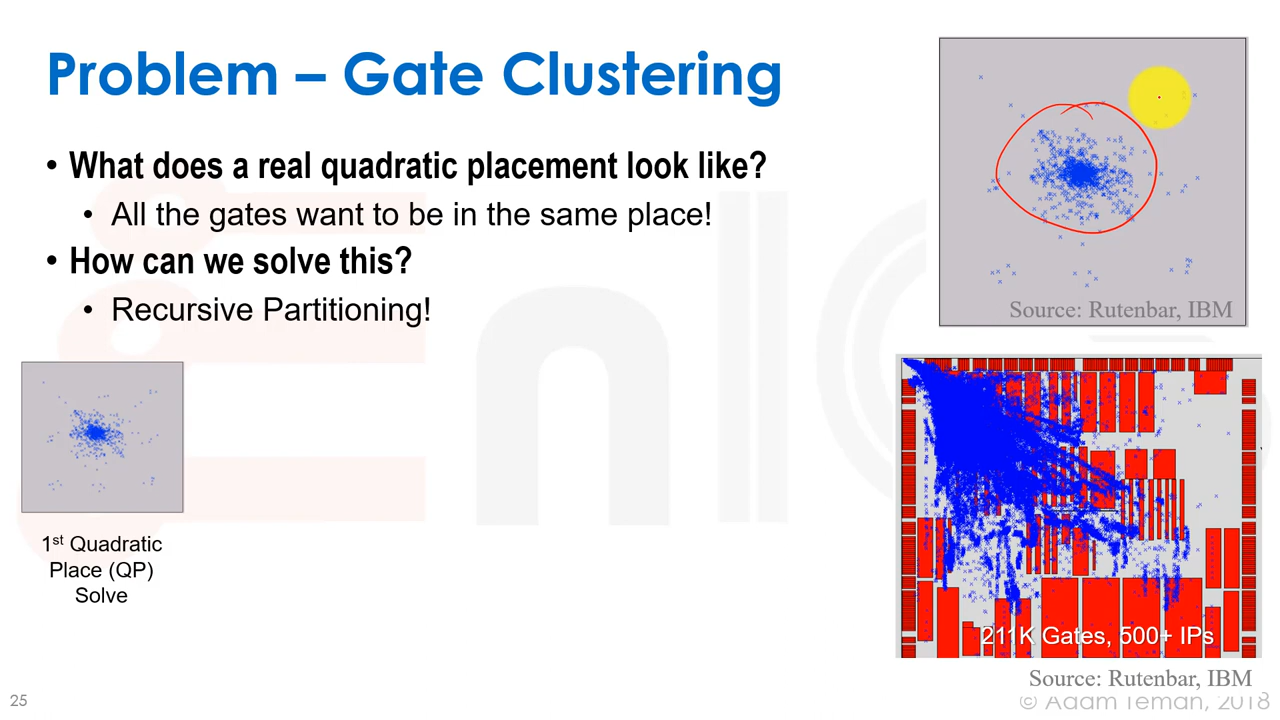 Problem – Gate Clustering
• What does a real quadratic placement look like?
• All the gates want to be in the same place!
• How can we solve this?
• Recursive Partitioning!
Source: Rutenbar, IBM
1st Quadratic
Place (QP)
Solve
211K Gates, 500+ IPs
Source: Rutenbar, IBM
25
© Adam Teman, 2018